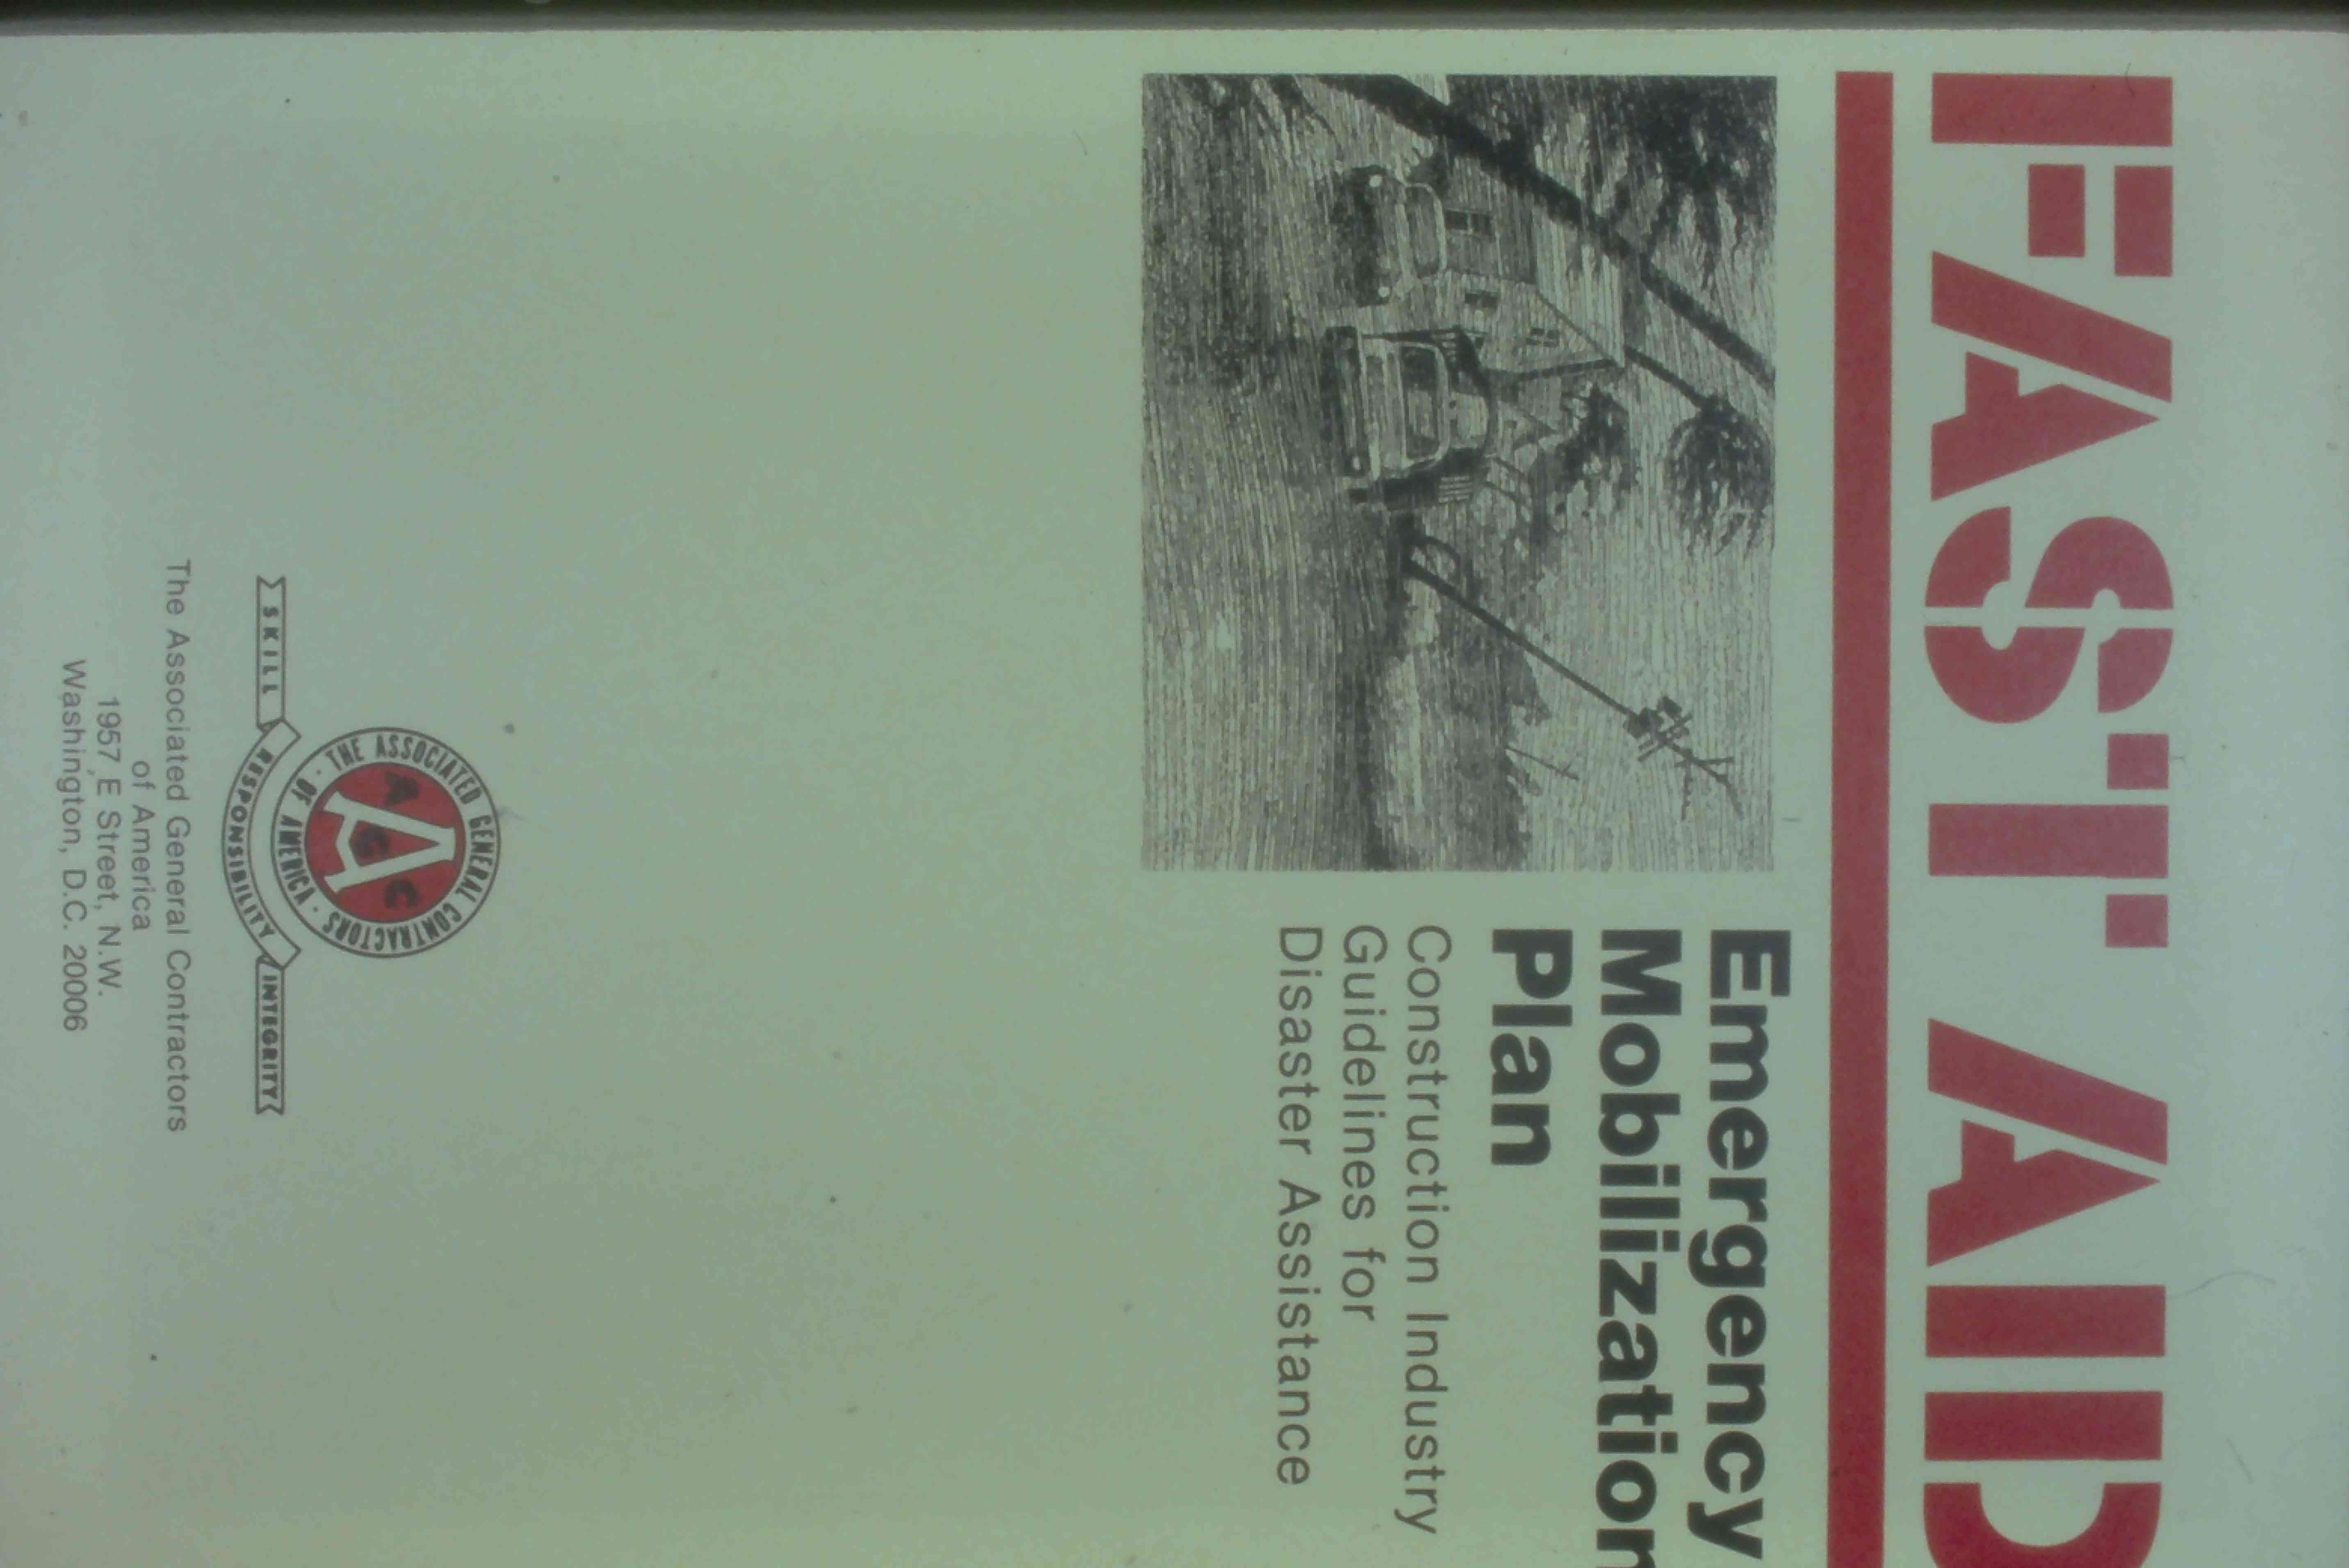 FAST AID
Emergency
Mobilization
Plan
Construction Industry
Guidelines for
Disaster Assistance
THE ASSOCIATED GENERAL CONTRACTORS
· OF AMERICA ·
A
A G C
SKILL RESPONSIBILITY INTEGRITY
The Associated General Contractors
of America
1957 E Street, N.W.
Washington, D.C. 20006